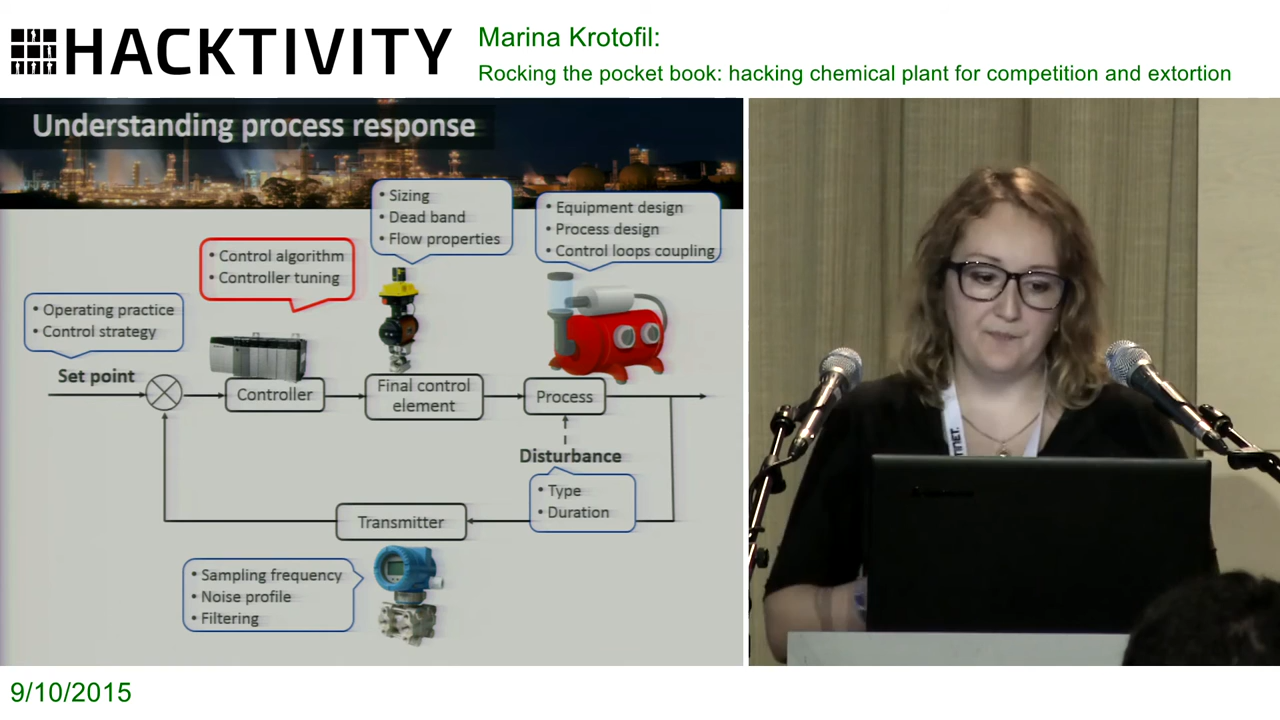 HACKTIVITY
Marina Krotofil:
Rocking the pocket book: hacking chemical plant for competition and extortion
Understanding process response
• Sizing
• Dead band
• Flow properties
• Equipment design
• Process design
• Control loops coupling
• Control algorithm
• Controller tuning
• Operating practice
• Control strategy
Set point
Controller
Final control
element
Process
Disturbance
• Type
• Duration
Transmitter
• Sampling frequency
• Noise profile
• Filtering
9/10/2015